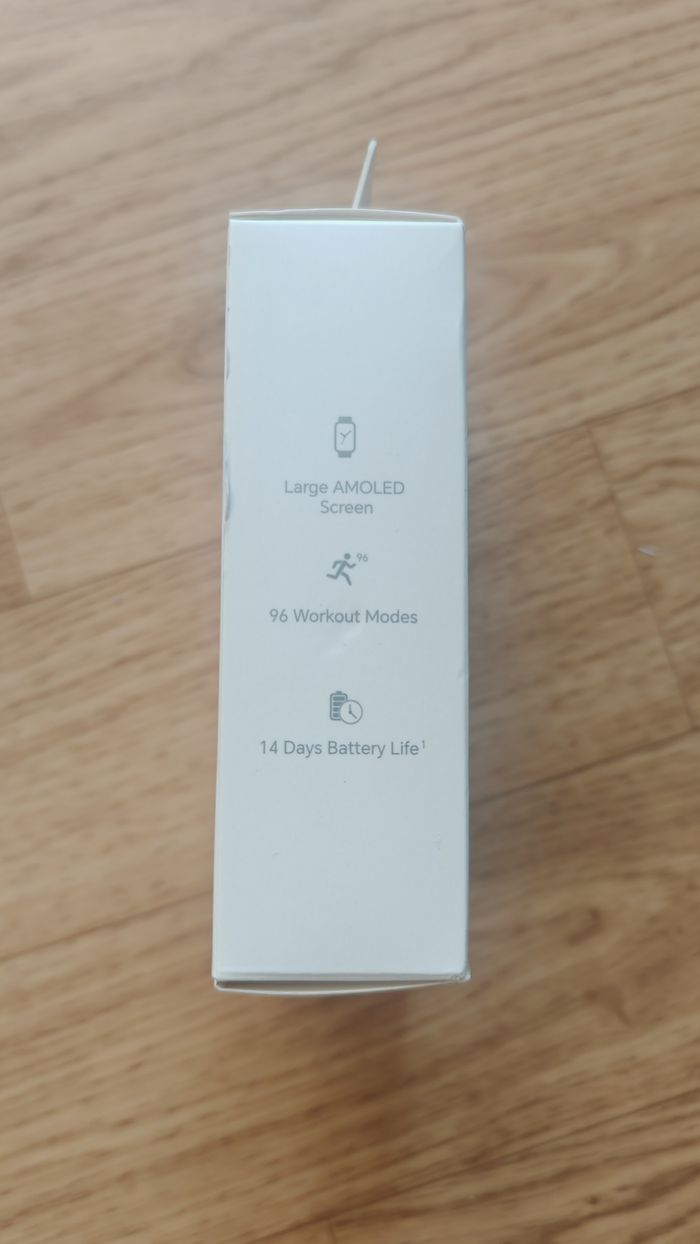 Large AMOLED
Screen
96
96 Workout Modes
14 Days Battery Life¹